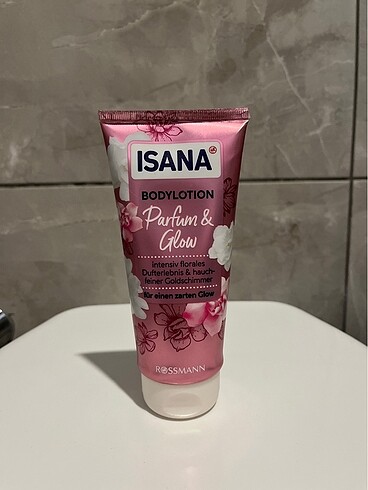 ISANA
BODYLOTION
Parfum &
Glow
Intensiv florales
Dufterlebnis & hauch-
feiner Goldschimmer
für einen zarten Glow
ROSSMANN